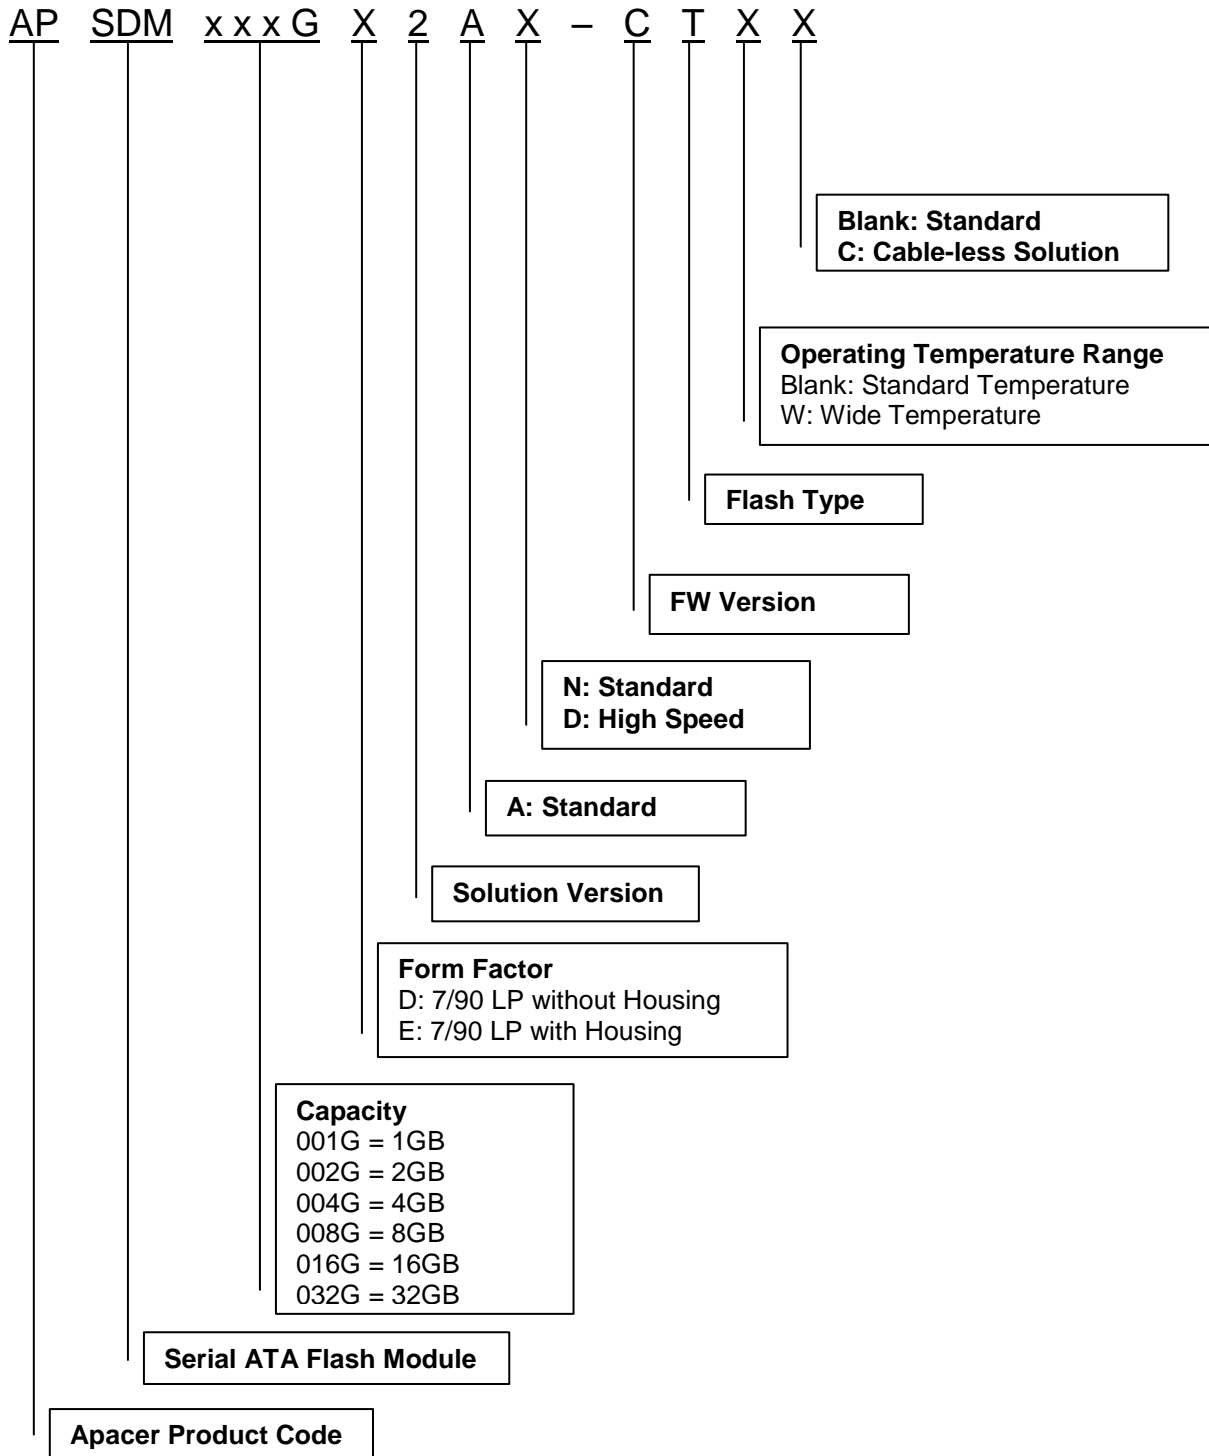 AP SDM x x x G X 2 A X – C T X X
Blank: Standard
C: Cable-less Solution
Operating Temperature Range
Blank: Standard Temperature
W: Wide Temperature
Flash Type
FW Version
N: Standard
D: High Speed
A: Standard
Solution Version
Form Factor
D: 7/90 LP without Housing
E: 7/90 LP with Housing
Capacity
001G = 1GB
002G = 2GB
004G = 4GB
008G = 8GB
016G = 16GB
032G = 32GB
Serial ATA Flash Module
Apacer Product Code